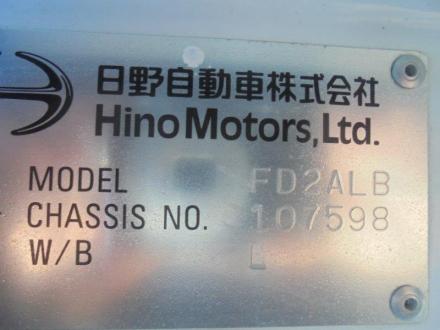 日野自動車株式会社
Hino Motors, Ltd.
MODEL FD2ALB
CHASSIS NO. 107598
W/B L